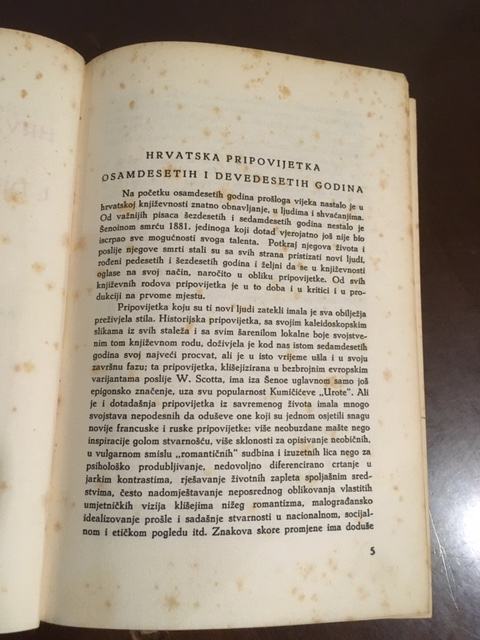 HRVATSKA PRIPOVIJETKA
OSAMDESETIH I DEVEDESETIH GODINA
Na početku osamdesetih godina prošloga vijeka nastalo je u
hrvatskoj književnosti znatno obnavljanje, u ljudima i shvaćanjima.
Od važnijih pisaca šezdesetih i sedamdesetih godina nestalo je
Šenoinom smrću 1881. jedinoga koji dotad vjerojatno još nije bio
iscrpao sve mogućnosti svoga talenta. Potkraj njegova života i
poslije njegove smrti stali su sa svih strana pristizati novi ljudi,
rođeni pedesetih i šezdesetih godina i željni da se u književnosti
oglase na svoj način, naročito u obliku pripovijetke. Od svih
književnih rodova pripovijetka je u to doba i u kritici i u pro-
dukciji na prvome mjestu.
Pripovijetka koju su ti novi ljudi zatekli imala je sva obilježja
preživjela stila. Historijska pripovijetka, sa svojim kaleidoskopskim
slikama iz svih staleža i sa svim šarenilom lokalne boje svojstve-
nim tom književnom rodu, doživjela je kod nas istom sedamdesetih
godina svoj najveći procvat, ali je u isto vrijeme ušla i u svoju
završnu fazu; ta pripovijetka, klišejizirana u bezbrojnim evropskim
varijantama poslije W. Scotta, ima iza Šenoe uglavnom samo još
epigonsko značenje, uza svu popularnost Kumičićeve „Urote". Ali
je i dotadašnja pripovijetka iz savremenog života imala mnogo
svojstava nepodesnih da oduševe one koji su jednom osjetili snagu
novije francuske i ruske pripovijetke: više neobuzdane mašte nego
inspiracije golom stvarnošću, više sklonosti za opisivanje neobičnih,
u vulgarnom smislu „romantičnih" sudbina i izuzetnih lica nego za
psihološko produbljivanje, nedovoljno diferencirano crtanje u
jarkim kontrastima, rješavanje životnih zapleta spoljašnim sred-
stvima, često nadomještavanje neposrednog oblikovanja vlastitih
umjetničkih vizija klišejima nižeg romantizma, malograđansko
idealizovanje prošle i sadašnje stvarnosti u nacionalnom, socijal-
nom i etičkom pogledu itd. Znakova skore promjene ima doduše
5